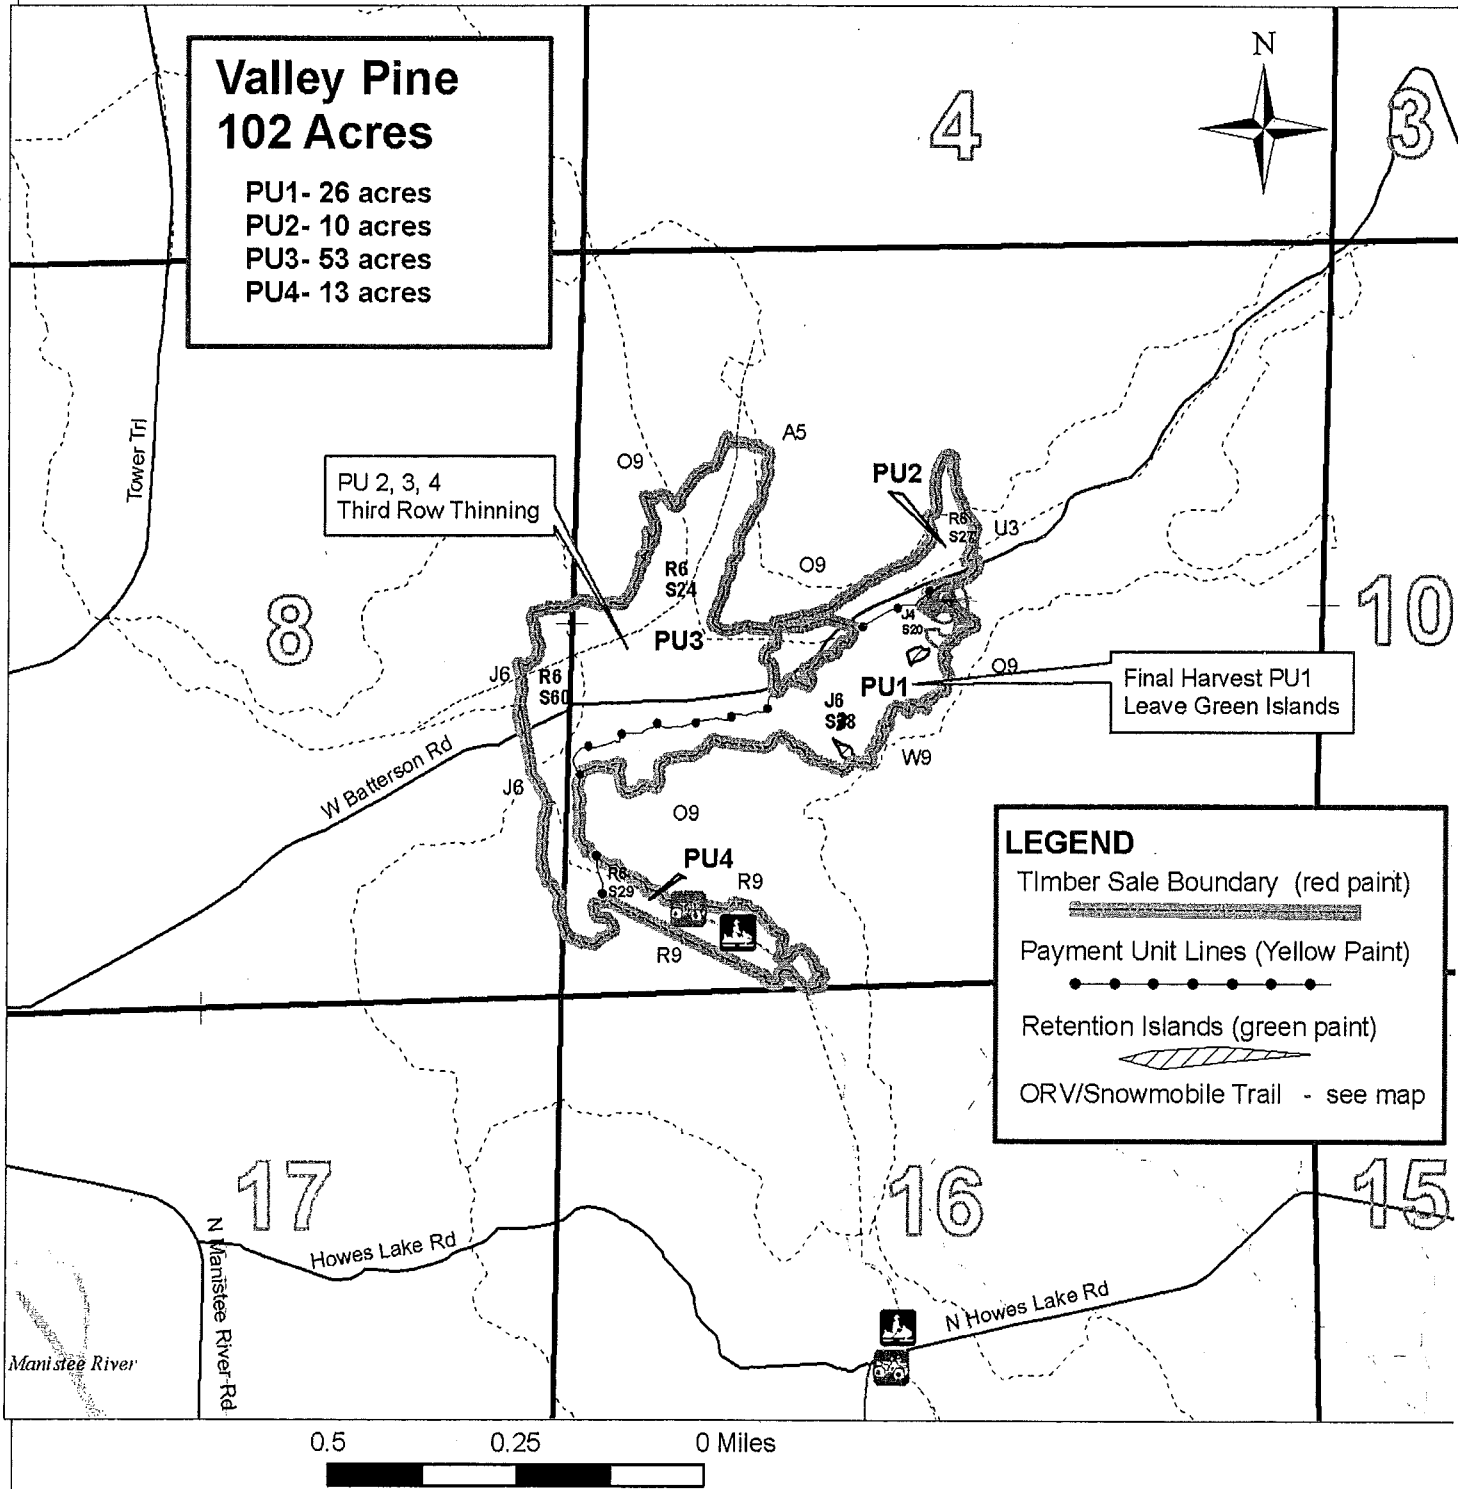 Valley Pine
102 Acres
PU1- 26 acres
PU2- 10 acres
PU3- 53 acres
PU4- 13 acres
N
4
3
Tower Trl
A5
O9
PU2
PU 2, 3, 4
Third Row Thinning
R6
S27
U3
O9
R6
S24
8
10
J4
S20
PU3
J6
R6
S60
O9
PU1
Final Harvest PU1
Leave Green Islands
J6
S28
W9
W Batterson Rd
J6
O9
PU4
R6
S29
R9
R9
LEGEND
TImber Sale Boundary (red paint)
Payment Unit Lines (Yellow Paint)
Retention Islands (green paint)
ORV/Snowmobile Trail - see map
17
16
15
N Manistee River Rd
Howes Lake Rd
N Howes Lake Rd
Manistee River
0.5 0.25 0 Miles